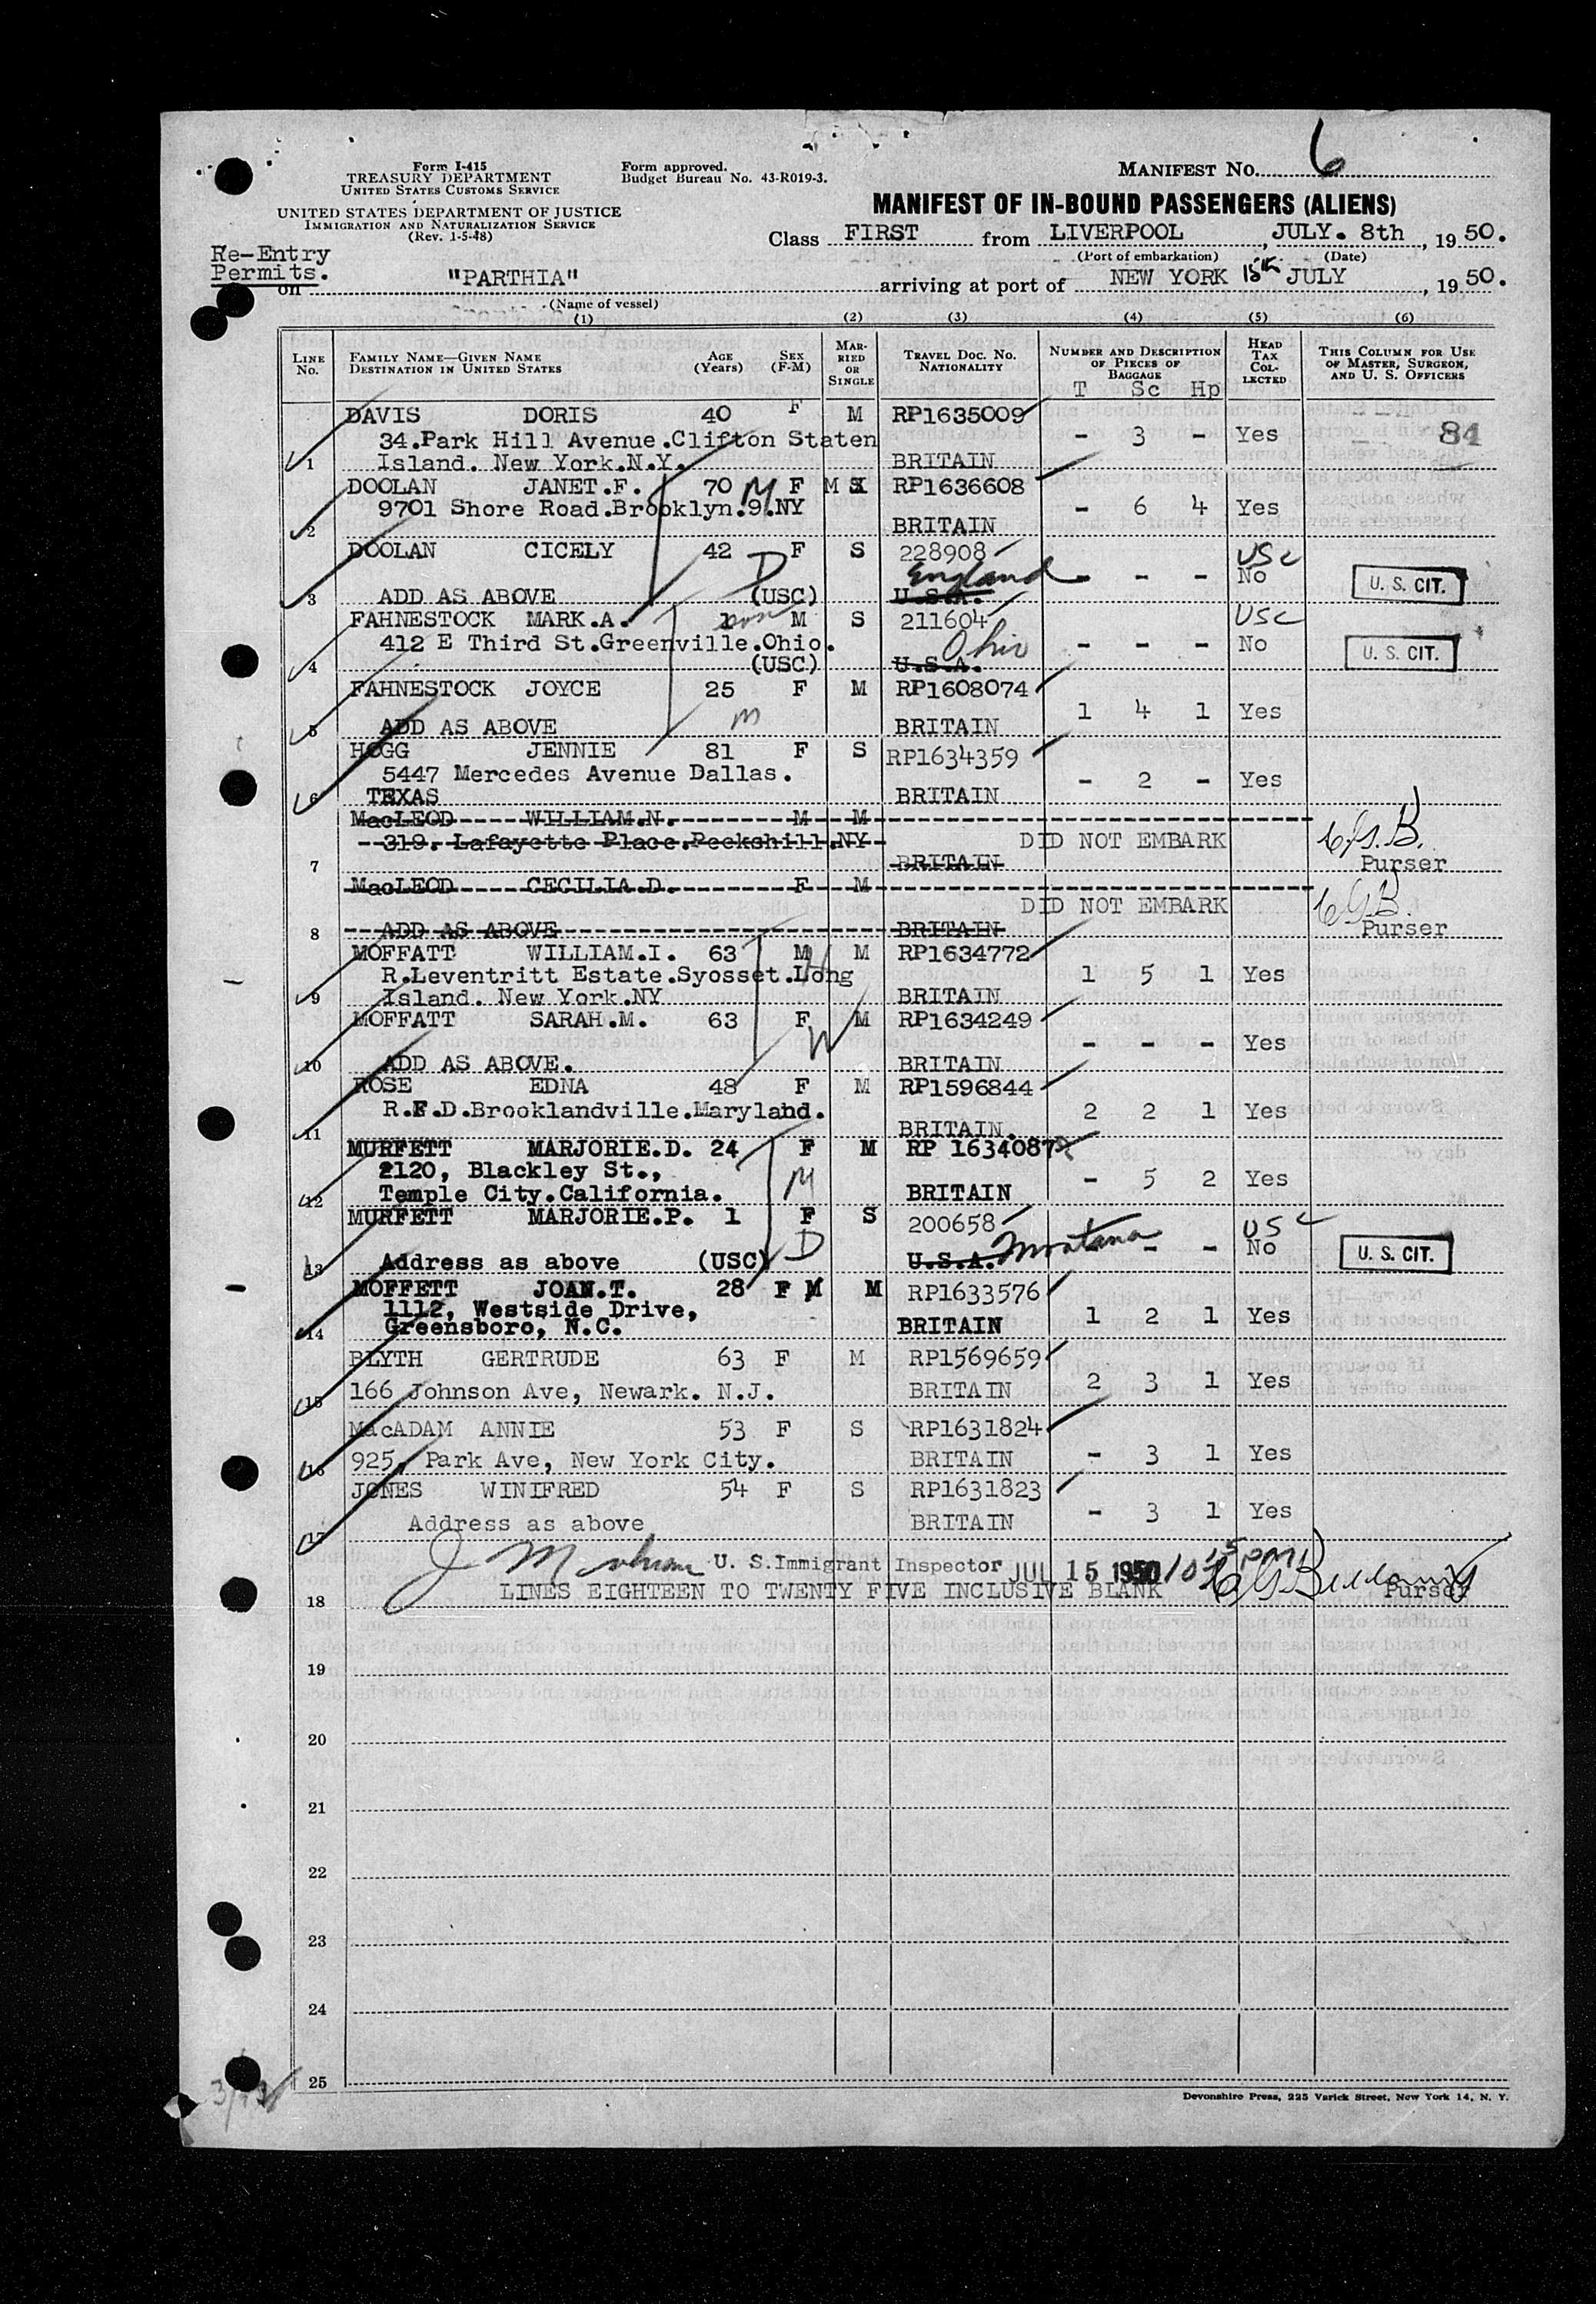 Form I-415
TREASURY DEPARTMENT
UNITED STATES CUSTOMS SERVICE
UNITED STATES DEPARTMENT OF JUSTICE
IMMIGRATION AND NATURALIZATION SERVICE
(Rev. 1-5-48)
Form approved.
Budget Bureau No. 43-R019-3.
MANIFEST NO. 6
MANIFEST OF IN-BOUND PASSENGERS (ALIENS)
Class FIRST from LIVERPOOL, JULY. 8th, 1950.
(Port of embarkation) (Date)
Re-Entry
Permits.
on "PARTHIA" arriving at port of NEW YORK 15th JULY, 1950.
(Name of vessel)
(1) (2) (3) (4) (5) (6)
LINE No. FAMILY NAME—GIVEN NAME DESTINATION IN UNITED STATES AGE (Years) SEX (F-M) MARRIED OR SINGLE TRAVEL DOC. NO. NATIONALITY NUMBER AND DESCRIPTION OF PIECES OF BAGGAGE HEAD TAX COLLECTED THIS COLUMN FOR USE OF MASTER, SURGEON, AND U. S. OFFICERS
T Sc Hp
DAVIS DORIS 40 F M RP1635009
34.Park Hill Avenue.Clifton Staten - 3 - Yes 84
1 Island. New York.N.Y. BRITAIN
DOOLAN JANET.F. 70 M F M S RP1636608
9701 Shore Road.Brooklyn.9.NY - 6 4 Yes
2 BRITAIN
DOOLAN CICELY 42 F S 228908 USC
D England - - - No U. S. CIT.
3 ADD AS ABOVE (USC) U.S.A.
FAHNESTOCK MARK.A. 1 son M S 211604 USC
412 E Third St.Greenville.Ohio. Ohio - - - No U. S. CIT.
4 (USC) U.S.A.
FAHNESTOCK JOYCE 25 F M RP1608074
M 1 4 1 Yes
5 ADD AS ABOVE BRITAIN
HOGG JENNIE 81 F S RP1634359
5447 Mercedes Avenue Dallas. - 2 - Yes
6 TEXAS BRITAIN
MacLEOD WILLIAM.N. M M
319. Lafayette Place.Peekshill.NY DID NOT EMBARK C.G.B.
7 BRITAIN Purser
MacLEOD CECILIA.D. F M
DID NOT EMBARK CGB.
8 ADD AS ABOVE BRITAIN Purser
MOFFATT WILLIAM.I. 63 M M RP1634772
R.Leventritt Estate.Syosset.Long H 1 5 1 Yes
9 Island. New York.NY BRITAIN
MOFFATT SARAH.M. 63 F M RP1634249
W - - - Yes
10 ADD AS ABOVE. BRITAIN
ROSE EDNA 48 F M RP1596844
R.F.D.Brooklandville.Maryland. 2 2 1 Yes
11 BRITAIN.
MURFETT MARJORIE.D. 24 F M RP 1634087
2120, Blackley St., M - 5 2 Yes
12 Temple City.California. BRITAIN
MURFETT MARJORIE.P. 1 F S 200658 USC
D Montana - - No U. S. CIT.
13 Address as above (USC) U.S.A.
MOFFETT JOAN.T. 28 F M M RP1633576
1112, Westside Drive, 1 2 1 Yes
14 Greensboro, N.C. BRITAIN
BLYTH GERTRUDE 63 F M RP1569659
15 166 Johnson Ave, Newark. N.J. BRITAIN 2 3 1 Yes
MacADAM ANNIE 53 F S RP1631824
16 925, Park Ave, New York City. BRITAIN - 3 1 Yes
JONES WINIFRED 54 F S RP1631823
17 Address as above BRITAIN - 3 1 Yes
U. S.Immigrant Inspector JUL 15 1950
18 LINES EIGHTEEN TO TWENTY FIVE INCLUSIVE BLANK Purser
19
20
21
22
23
24
25
Devonshire Press, 225 Varick Street, New York 14, N. Y.